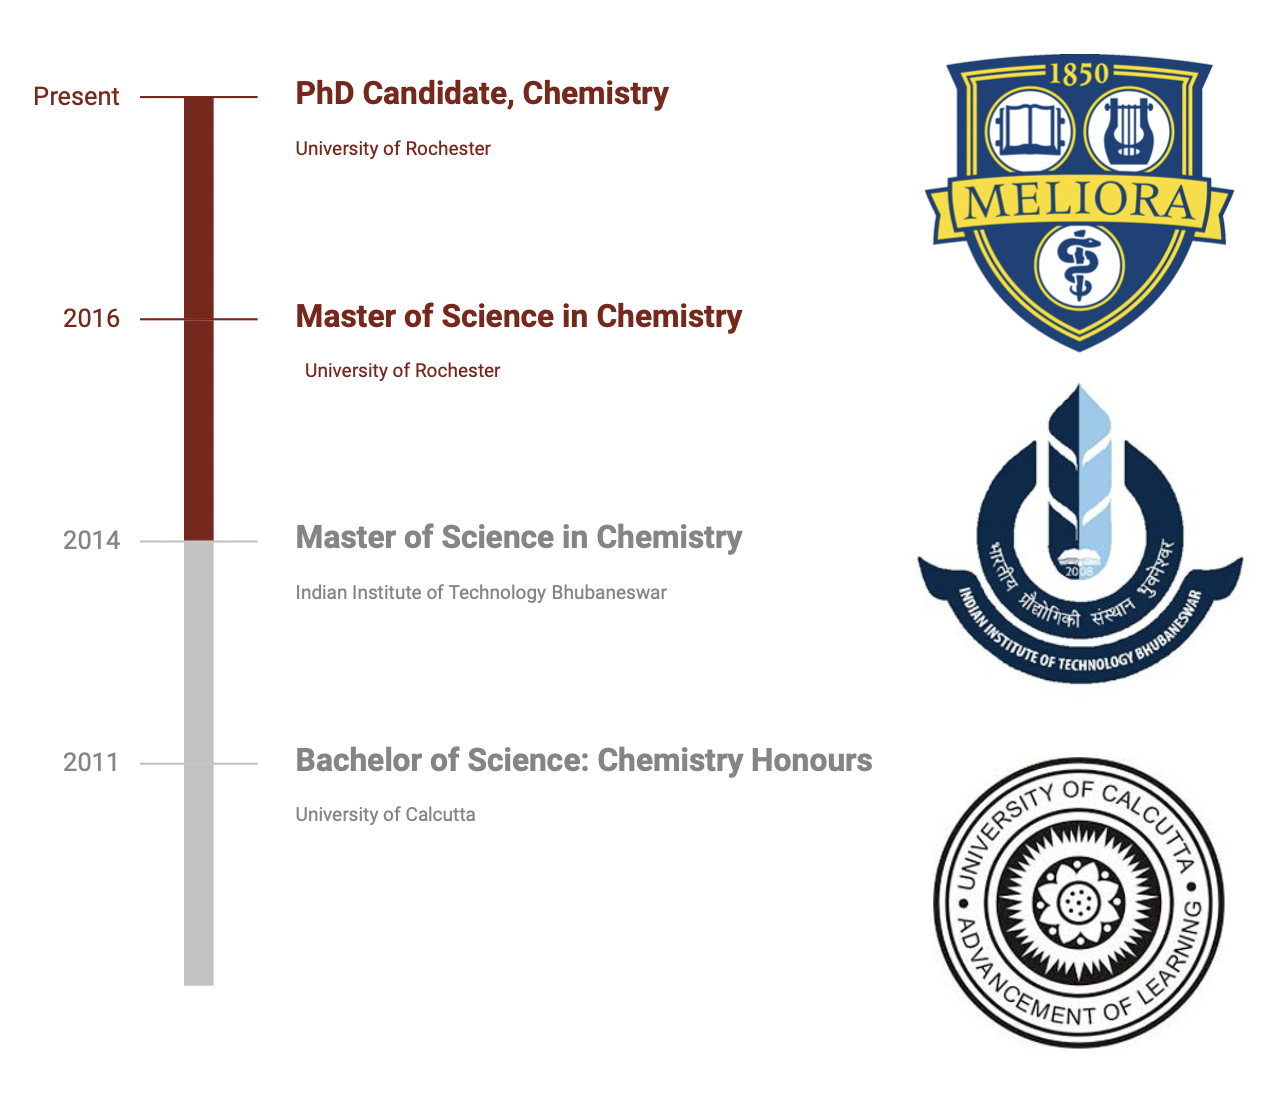 Present
PhD Candidate, Chemistry
University of Rochester
2016
Master of Science in Chemistry
University of Rochester
2014
Master of Science in Chemistry
Indian Institute of Technology Bhubaneswar
2011
Bachelor of Science: Chemistry Honours
University of Calcutta
1850
MELIORA
2008
भारतीय प्रौद्योगिकी संस्थान भुवनेश्वर
INDIAN INSTITUTE OF TECHNOLOGY BHUBANESWAR
UNIVERSITY OF CALCUTTA
ADVANCEMENT OF LEARNING